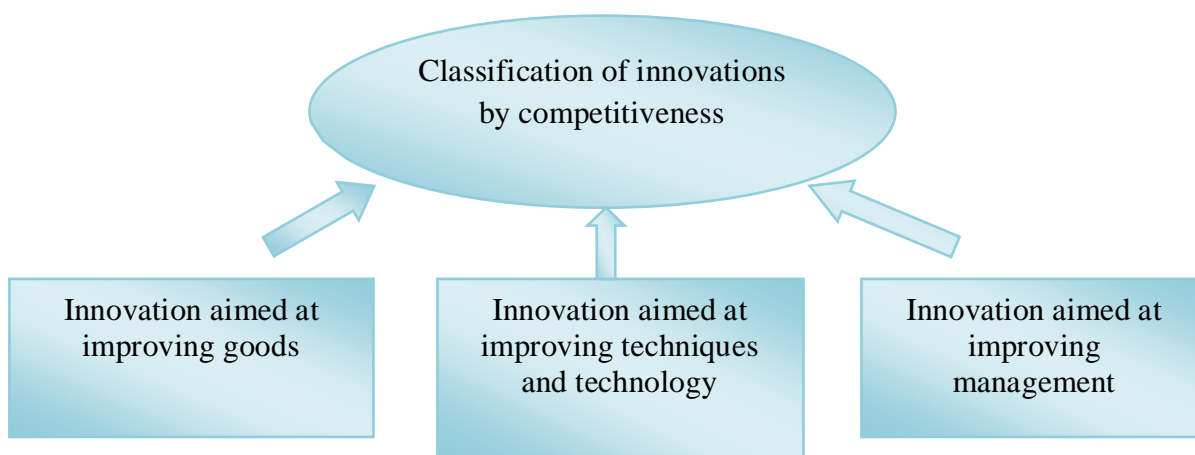 Classification of innovations
by competitiveness
Innovation aimed at
improving goods
Innovation aimed at
improving techniques
and technology
Innovation aimed at
improving
management